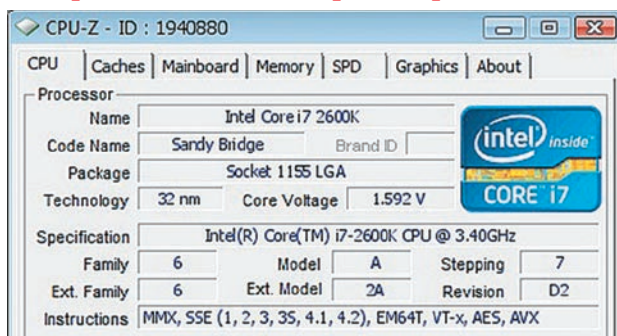 CPU-Z - ID : 1940880
CPU Caches Mainboard Memory SPD Graphics About
Processor
Name Intel Core i7 2600K
Code Name Sandy Bridge Brand ID
Package Socket 1155 LGA
Technology 32 nm Core Voltage 1.592 V
intel inside™
CORE™ i7
Specification Intel(R) Core(TM) i7-2600K CPU @ 3.40GHz
Family 6 Model A Stepping 7
Ext. Family 6 Ext. Model 2A Revision D2
Instructions MMX, SSE (1, 2, 3, 3S, 4.1, 4.2), EM64T, VT-x, AES, AVX